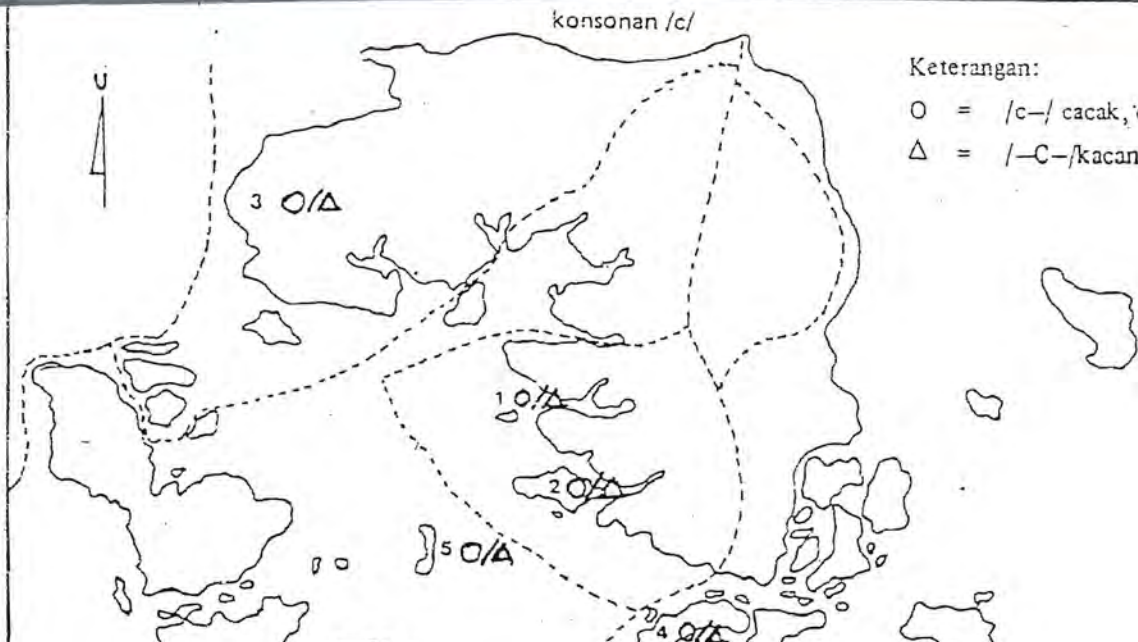 konsonan /c/
U
Keterangan:
O = /c–/ cacak,
Δ = /–C–/kacan
3 O/Δ
1 O/Δ
2 O/Δ
5 O/Δ
4 O/Δ